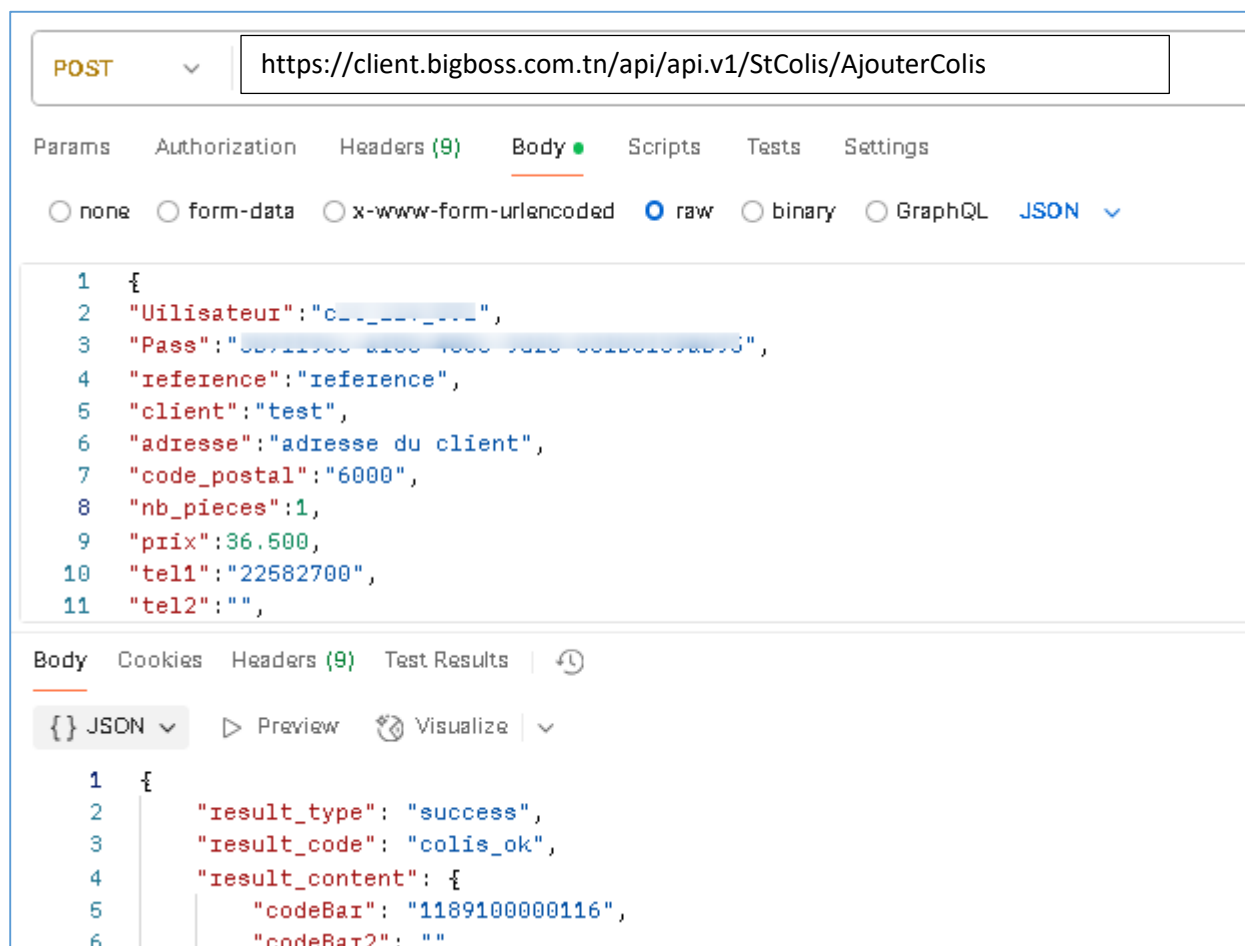 POST https://client.bigboss.com.tn/api/api.v1/StColis/AjouterColis
Params Authorization Headers (9) Body Scripts Tests Settings
none form-data x-www-form-urlencoded raw binary GraphQL JSON
1 {
2 "Uilisateur":"
3 "Pass":"
4 "reference":"reference",
5 "client":"test",
6 "adresse":"adresse du client",
7 "code_postal":"6000",
8 "nb_pieces":1,
9 "prix":36.500,
10 "tel1":"22582700",
11 "tel2":"",
Body Cookies Headers (9) Test Results
{} JSON Preview Visualize
1 {
2 "result_type": "success",
3 "result_code": "colis_ok",
4 "result_content": {
5 "codeBar": "1189100000116",
6 "codeBar2": ""